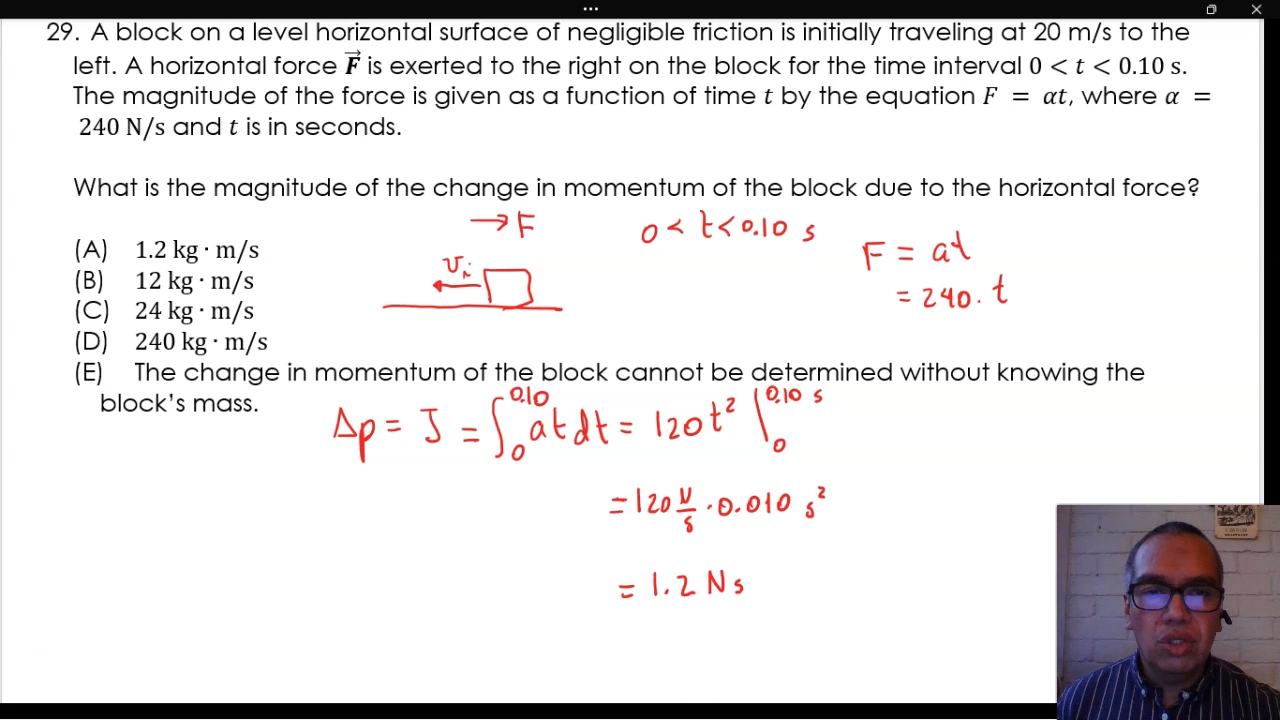 29. A block on a level horizontal surface of negligible friction is initially traveling at 20 m/s to the
left. A horizontal force F⃗ is exerted to the right on the block for the time interval 0 < t < 0.10 s.
The magnitude of the force is given as a function of time t by the equation F = αt, where α =
240 N/s and t is in seconds.
What is the magnitude of the change in momentum of the block due to the horizontal force?
→ F
0 < t < 0.10 s
F = at
= 240 · t
v_i
(A) 1.2 kg · m/s
(B) 12 kg · m/s
(C) 24 kg · m/s
(D) 240 kg · m/s
(E) The change in momentum of the block cannot be determined without knowing the
block's mass.
Δp = J = ∫₀^0.10 at dt = 120t² |₀^0.10 s
= 120 N/s · 0.010 s²
= 1.2 Ns